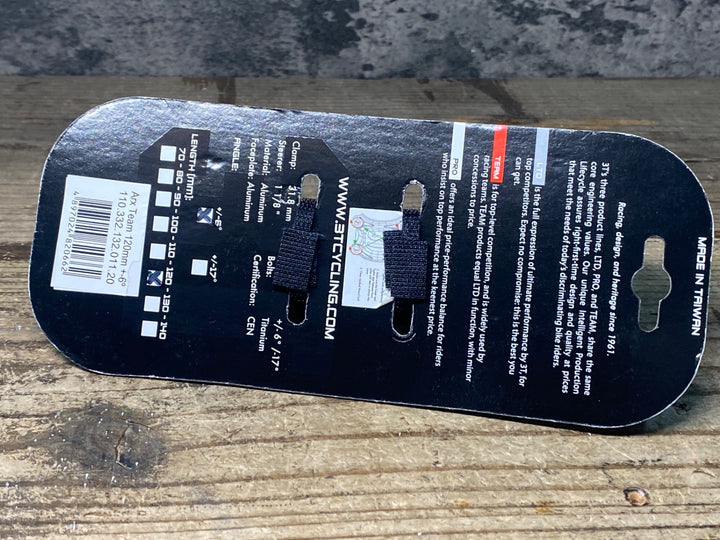 MADE IN TAIWAN
Racing, design, and heritage since 1961.
3T's three product lines, LTD, PRO, and TEAM, share the same
core engineering values. Our unique Intelligent Production
Lifecycle assures right-first-time design and quality at prices
that meet the needs of today's discriminating bike riders.
LTD is the full expression of ultimate performance by 3T, for
top competitors. Expect no compromise: this is the best you
can get.
TEAM is for top-level competition, and is widely used by
racing teams. TEAM products equal LTD in function, with minor
concessions to price.
PRO offers an ideal price-performance balance for riders
who insist on top performance at the keenest price.
WWW.3TCYCLING.COM
Clamp: 31,8 mm
Steerer: 1 1/8"
Material: Aluminum
Faceplate: Aluminum
Bolts: Titanium
Certification: CEN
ANGLE: +/- 6° /17°
+/-6°
+/-17°
LENGTH [mm]:
70 - 80 - 90 - 100 - 110 - 120 - 130 - 140
Arx Team 120mm +-6°
110.332.132.011.20
4897024820662